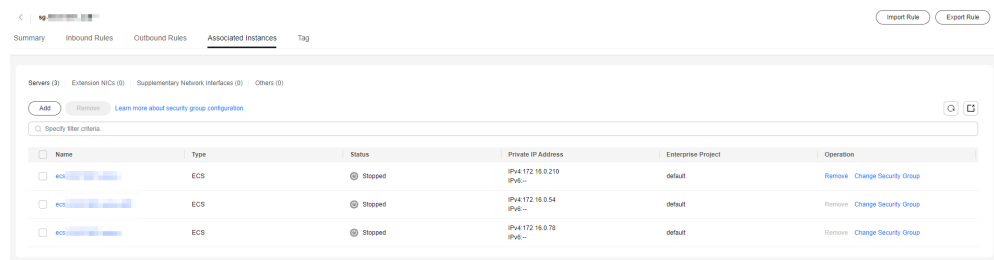 sg-
Import Rule
Export Rule
Summary
Inbound Rules
Outbound Rules
Associated Instances
Tag
Servers (3)
Extension NICs (0)
Supplementary Network Interfaces (0)
Others (0)
Add
Remove
Learn more about security group configuration.
Specify filter criteria.
Name
Type
Status
Private IP Address
Enterprise Project
Operation
ecs
ECS
Stopped
IPv4:172.16.0.210
IPv6:--
default
Remove
Change Security Group
ecs
ECS
Stopped
IPv4:172.16.0.54
IPv6:--
default
Remove
Change Security Group
ecs
ECS
Stopped
IPv4:172.16.0.78
IPv6:--
default
Remove
Change Security Group